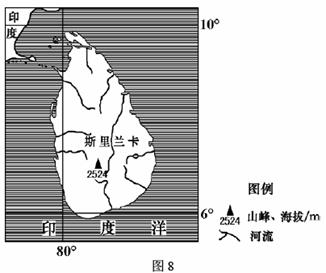 印
度
10°
斯里兰卡
▲
2524
图例
▲ 2524 山峰、海拔/m
河流
印 度 洋
6°
80°
图8